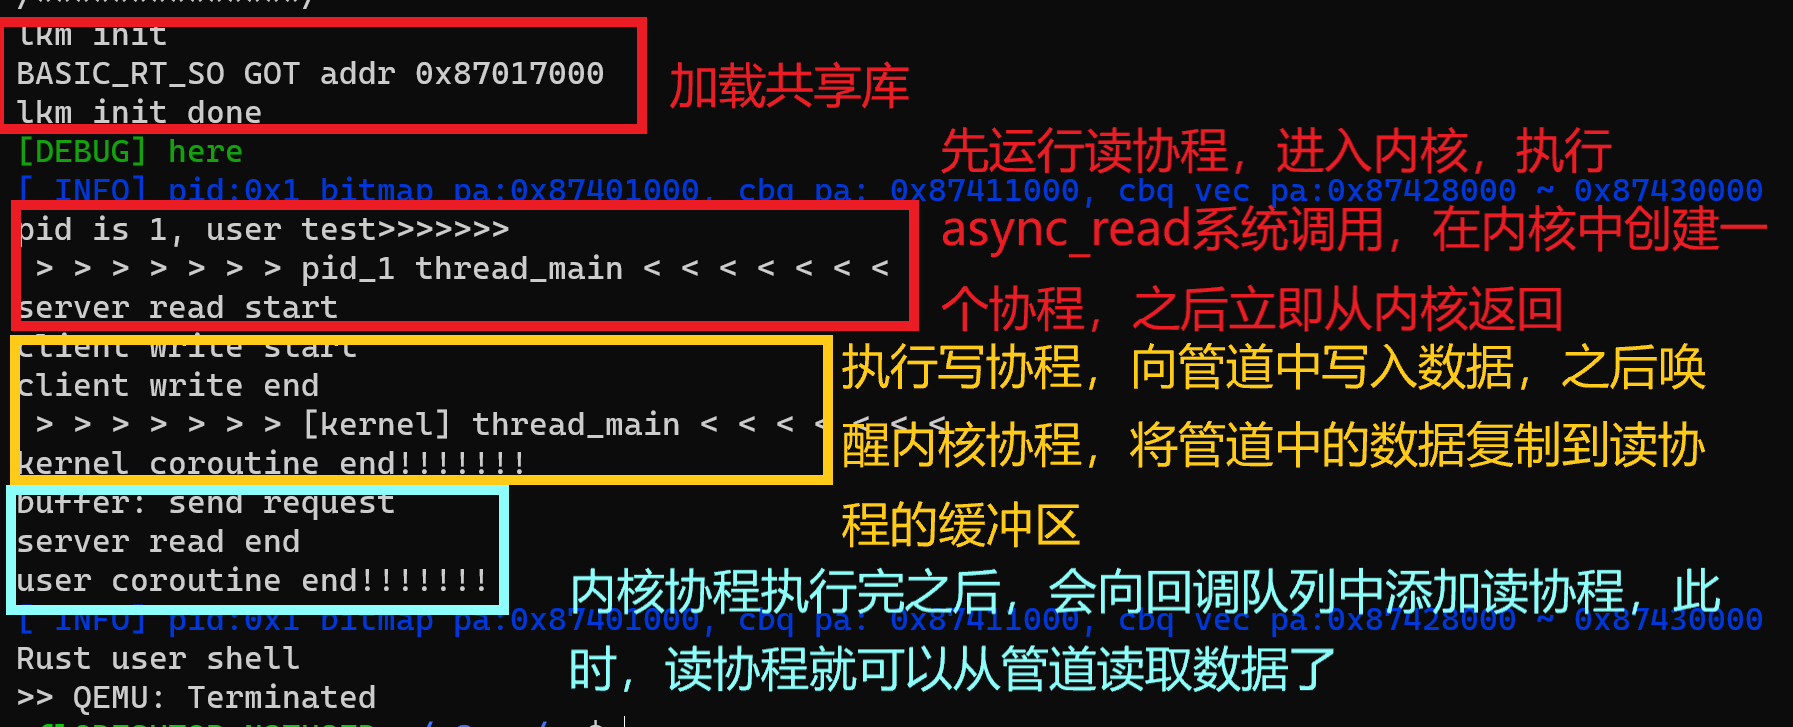 lkm init
BASIC_RT_SO GOT addr 0x87017000
lkm init done
加载共享库
[DEBUG] here
先运行读协程，进入内核，执行
[ INFO] pid:0x1 bitmap pa:0x87401000, cbq pa: 0x87411000, cbq vec pa:0x87428000 ~ 0x87430000
pid is 1, user test>>>>>>>
async_read系统调用，在内核中创建一
> > > > > > > pid_1 thread_main < < < < < < <
server read start
个协程，之后立即从内核返回
client write start
执行写协程，向管道中写入数据，之后唤
client write end
> > > > > > > [kernel] thread_main < < < < < < <
醒内核协程，将管道中的数据复制到读协
kernel coroutine end!!!!!!!
buffer: send request
程的缓冲区
server read end
user coroutine end!!!!!!!
内核协程执行完之后，会向回调队列中添加读协程，此
[ INFO] pid:0x1 bitmap pa:0x87401000, cbq pa: 0x87411000, cbq vec pa:0x87428000 ~ 0x87430000
Rust user shell
时，读协程就可以从管道读取数据了
>> QEMU: Terminated